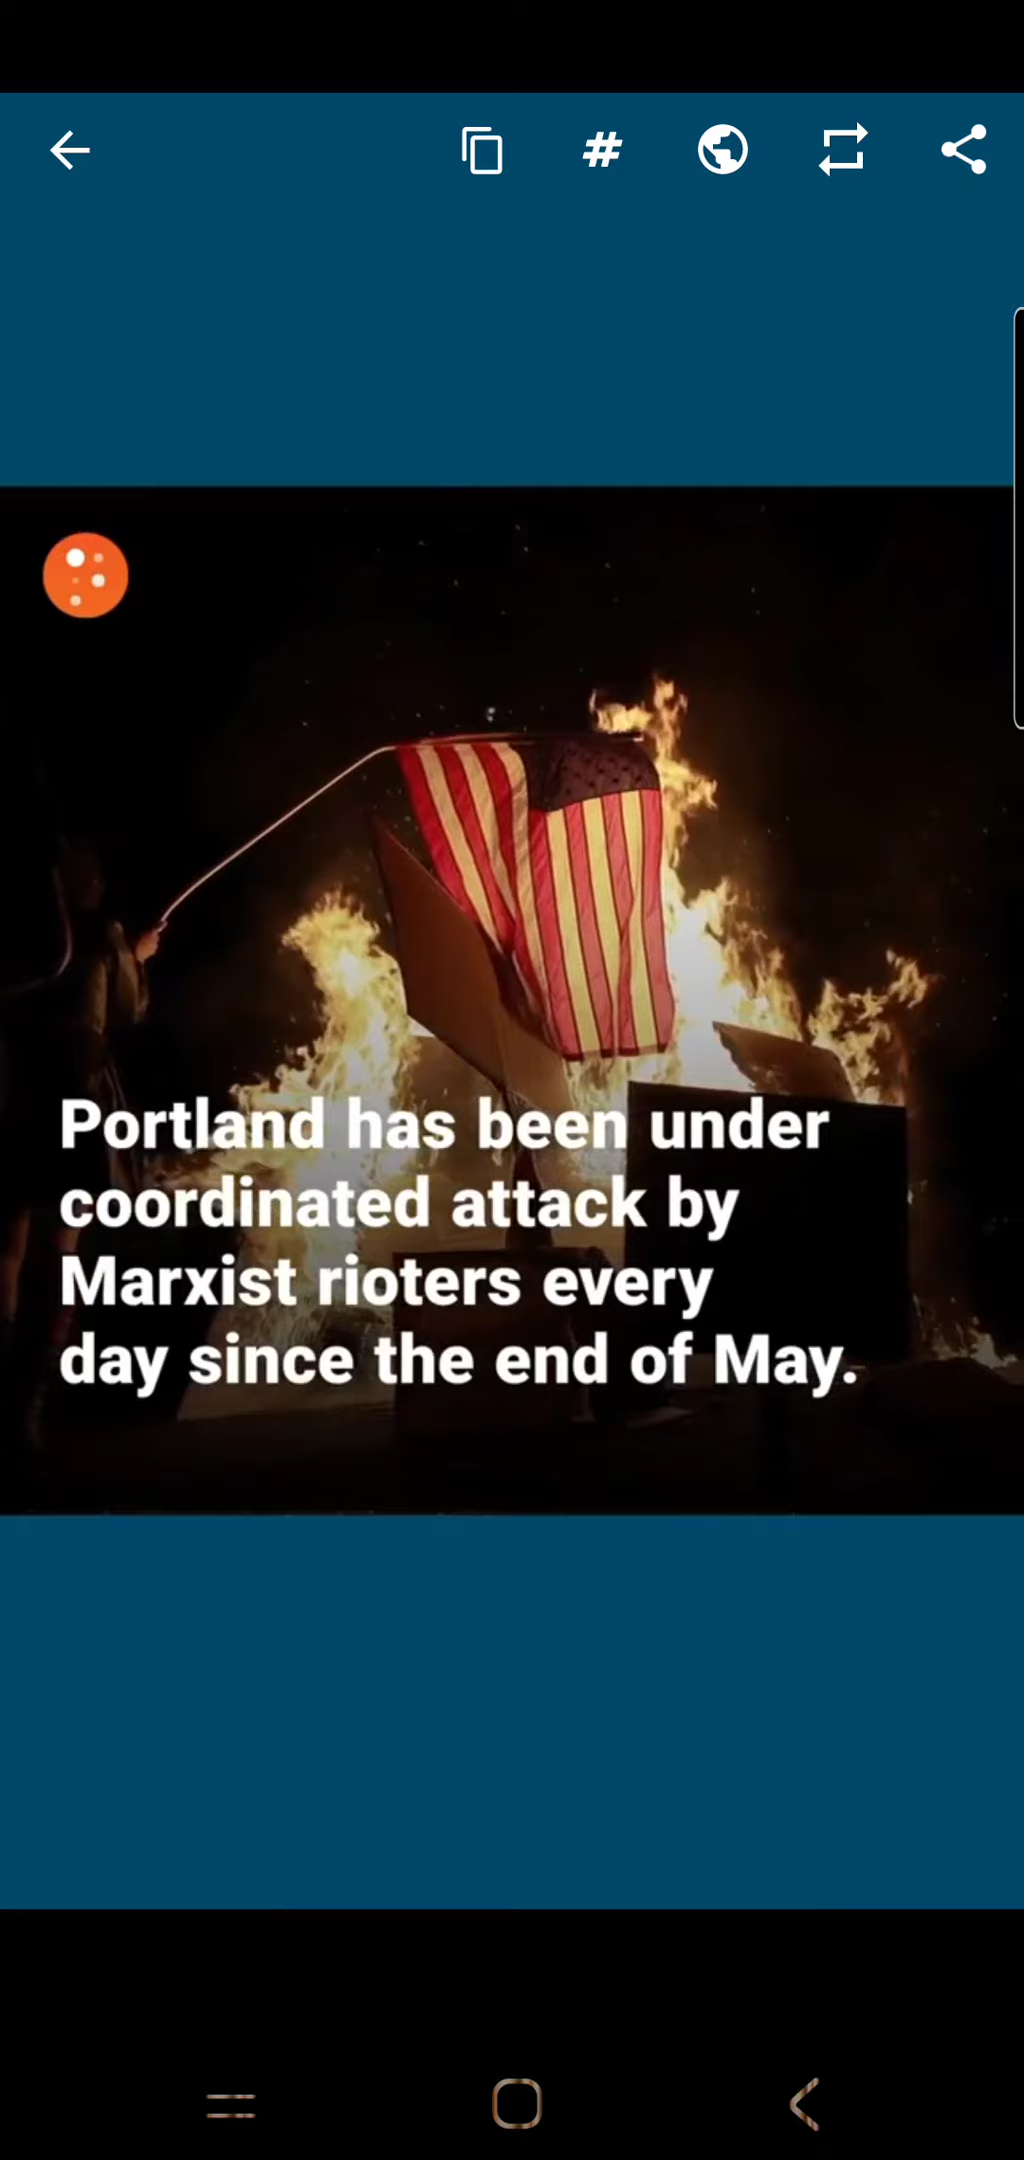 Portland has been under
coordinated attack by
Marxist rioters every
day since the end of May.